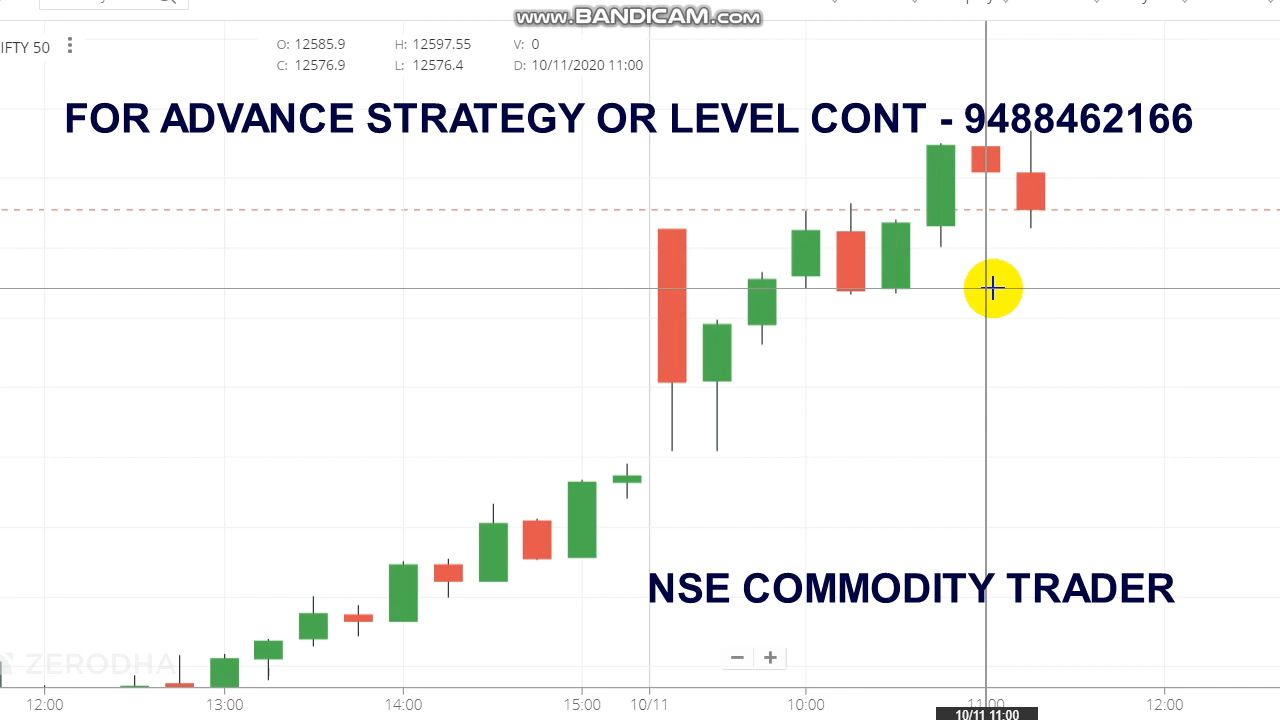 www.BANDICAM.com
IFTY 50
O: 12585.9 H: 12597.55 V: 0
C: 12576.9 L: 12576.4 D: 10/11/2020 11:00
FOR ADVANCE STRATEGY OR LEVEL CONT - 9488462166
NSE COMMODITY TRADER
ZERODHA
12:00 13:00 14:00 15:00 10/11 10:00 11:00 12:00
10/11 11:00